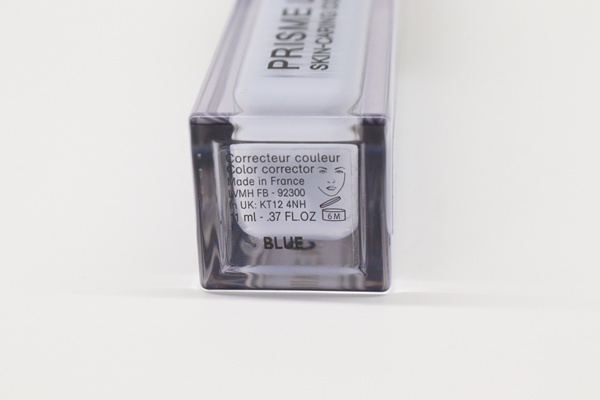 PRISME
SKIN-CARING
Correcteur couleur
Color corrector
Made in France
LVMH FB - 92300
In UK: KT12 4NH
11 ml - .37 FL.OZ
6M
BLUE